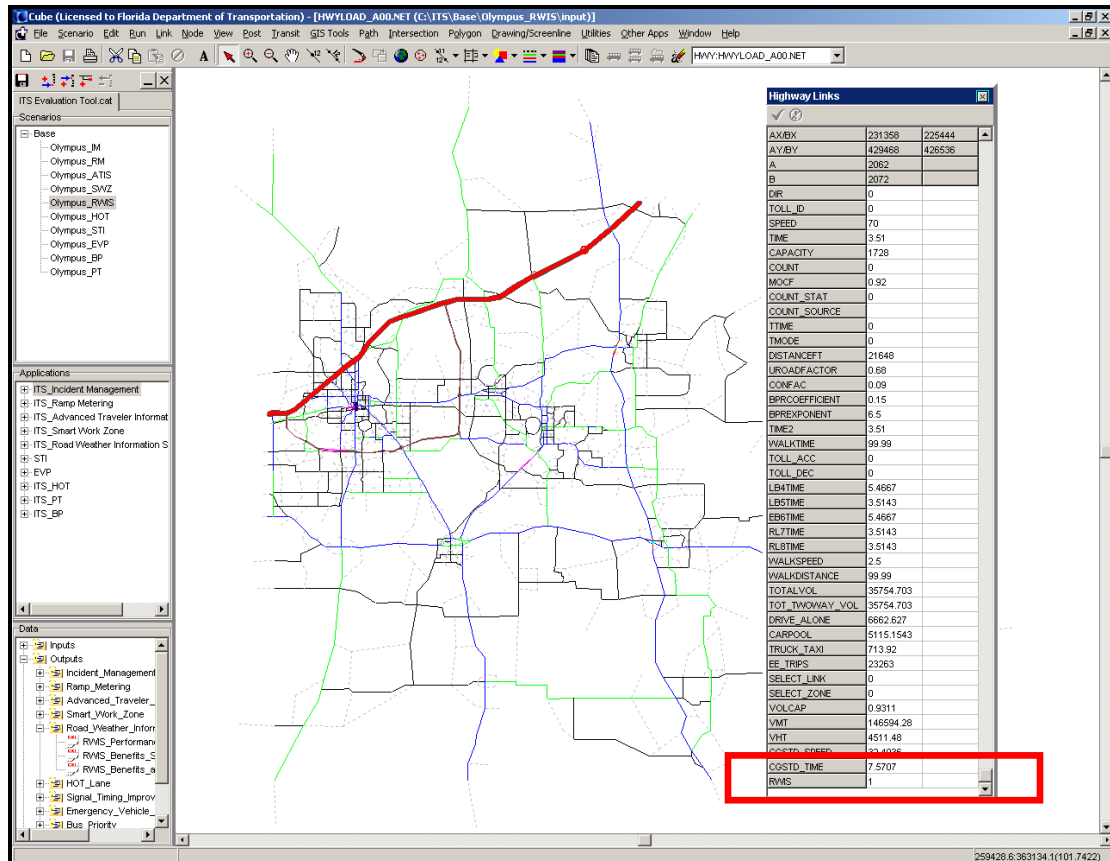 Cube (Licensed to Florida Department of Transportation) - [HWYLOAD_A00.NET (C:\ITS\Base\Olympus_RWIS\input)]
File Scenario Edit Run Link Node View Post Transit GIS Tools Path Intersection Polygon Drawing/Screenline Utilities Other Apps Window Help
HWY:HWYLOAD_A00.NET
ITS Evaluation Tool.cat
Scenarios
Base
Olympus_IM
Olympus_RM
Olympus_ATIS
Olympus_SWZ
Olympus_RWIS
Olympus_HOT
Olympus_STI
Olympus_EVP
Olympus_BP
Olympus_PT
Applications
ITS_Incident Management
ITS_Ramp Metering
ITS_Advanced Traveler Informat
ITS_Smart Work Zone
ITS_Road Weather Information S
STI
EVP
ITS_HOT
ITS_PT
ITS_BP
Data
Inputs
Outputs
Incident_Management
Ramp_Metering
Advanced_Traveler_
Smart_Work_Zone
Road_Weather_Inforr
RWIS_Performan
RWIS_Benefits_S
RWIS_Benefits_a
HOT_Lane
Signal_Timing_Improv
Emergency_Vehicle_
Bus_Priority
Highway Links
AX/BX 231358 225444
AY/BY 429468 426536
A 2062
B 2072
DIR 0
TOLL_ID 0
SPEED 70
TIME 3.51
CAPACITY 1728
COUNT 0
MOCF 0.92
COUNT_STAT 0
COUNT_SOURCE
TTIME 0
TMODE 0
DISTANCEFT 21648
UROADFACTOR 0.68
CONFAC 0.09
BPRCOEFFICIENT 0.15
BPREXPONENT 6.5
TIME2 3.51
WALKTIME 99.99
TOLL_ACC 0
TOLL_DEC 0
LB4TIME 5.4667
LB5TIME 3.5143
EB6TIME 5.4667
RL7TIME 3.5143
RL8TIME 3.5143
WALKSPEED 2.5
WALKDISTANCE 99.99
TOTALVOL 35754.703
TOT_TWOWAY_VOL 35754.703
DRIVE_ALONE 6662.627
CARPOOL 5115.1543
TRUCK_TAXI 713.92
EE_TRIPS 23263
SELECT_LINK 0
SELECT_ZONE 0
VOLCAP 0.9311
VMT 146594.28
VHT 4511.48
CGSTD_SPEED 32.4936
CGSTD_TIME 7.5707
RWIS 1
259428.6:363134.1(101.7422)